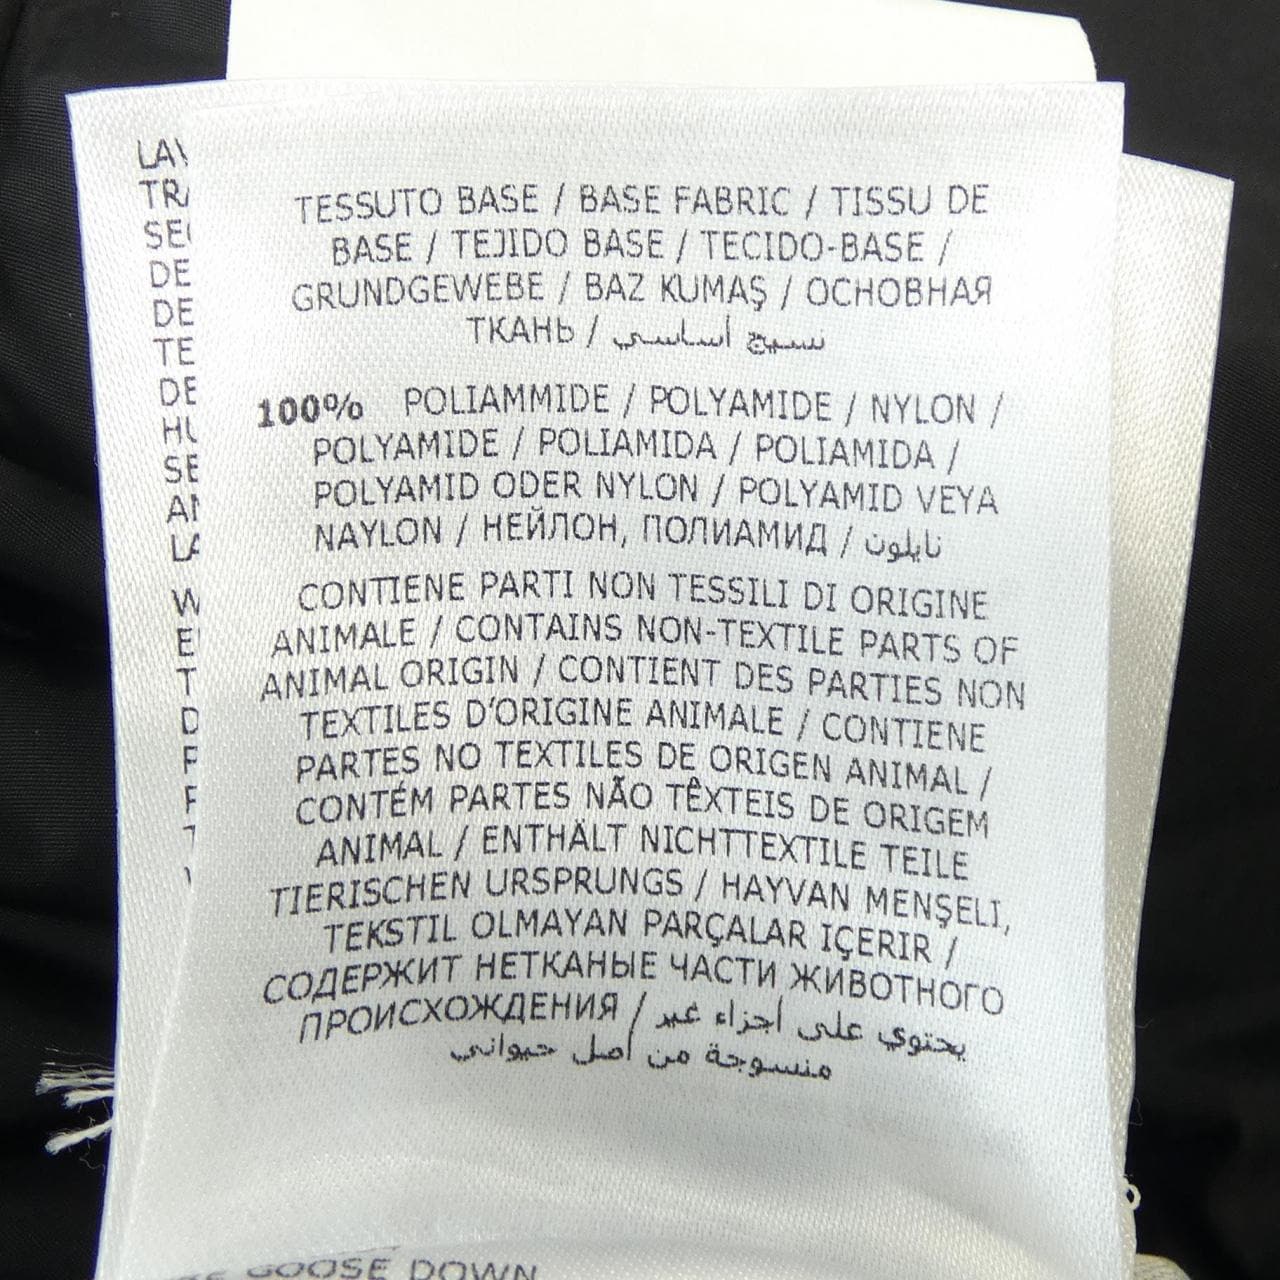 TESSUTO BASE / BASE FABRIC / TISSU DE
BASE / TEJIDO BASE / TECIDO-BASE /
GRUNDGEWEBE / BAZ KUMAŞ / ОСНОВНАЯ
ТКАНЬ / نسيج أساسي
100% POLIAMMIDE / POLYAMIDE / NYLON /
POLYAMIDE / POLIAMIDA / POLIAMIDA /
POLYAMID ODER NYLON / POLYAMID VEYA
NAYLON / НЕЙЛОН, ПОЛИАМИД / نايلون
CONTIENE PARTI NON TESSILI DI ORIGINE
ANIMALE / CONTAINS NON-TEXTILE PARTS OF
ANIMAL ORIGIN / CONTIENT DES PARTIES NON
TEXTILES D'ORIGINE ANIMALE / CONTIENE
PARTES NO TEXTILES DE ORIGEN ANIMAL /
CONTÉM PARTES NÃO TÊXTEIS DE ORIGEM
ANIMAL / ENTHÄLT NICHTTEXTILE TEILE
TIERISCHEN URSPRUNGS / HAYVAN MENŞELI,
TEKSTIL OLMAYAN PARÇALAR IÇERIR /
СОДЕРЖИТ НЕТКАНЫЕ ЧАСТИ ЖИВОТНОГО
ПРОИСХОЖДЕНИЯ / يحتوي على أجزاء غير
منسوجة من أصل حيواني
GOOSE DOWN